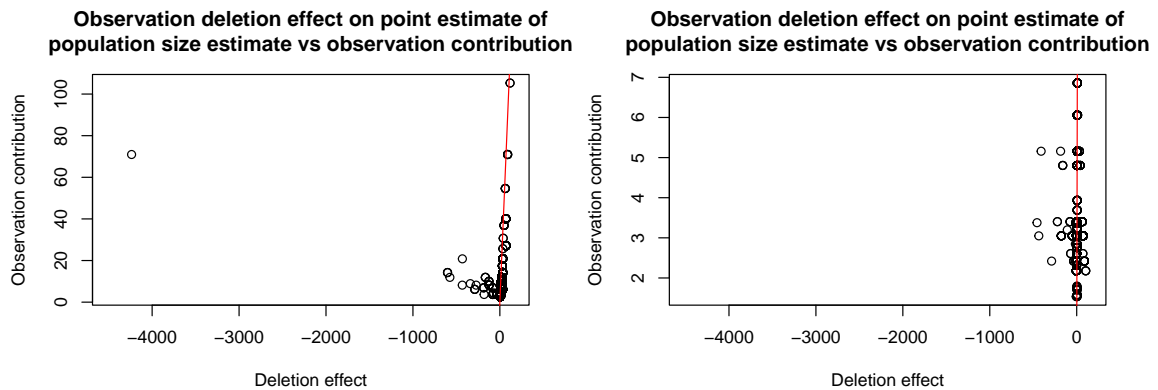 Observation deletion effect on point estimate of
population size estimate vs observation contribution
Observation contribution
100
80
60
40
20
0
−4000 −3000 −2000 −1000 0
Deletion effect
Observation deletion effect on point estimate of
population size estimate vs observation contribution
Observation contribution
7
6
5
4
3
2
−4000 −3000 −2000 −1000 0
Deletion effect